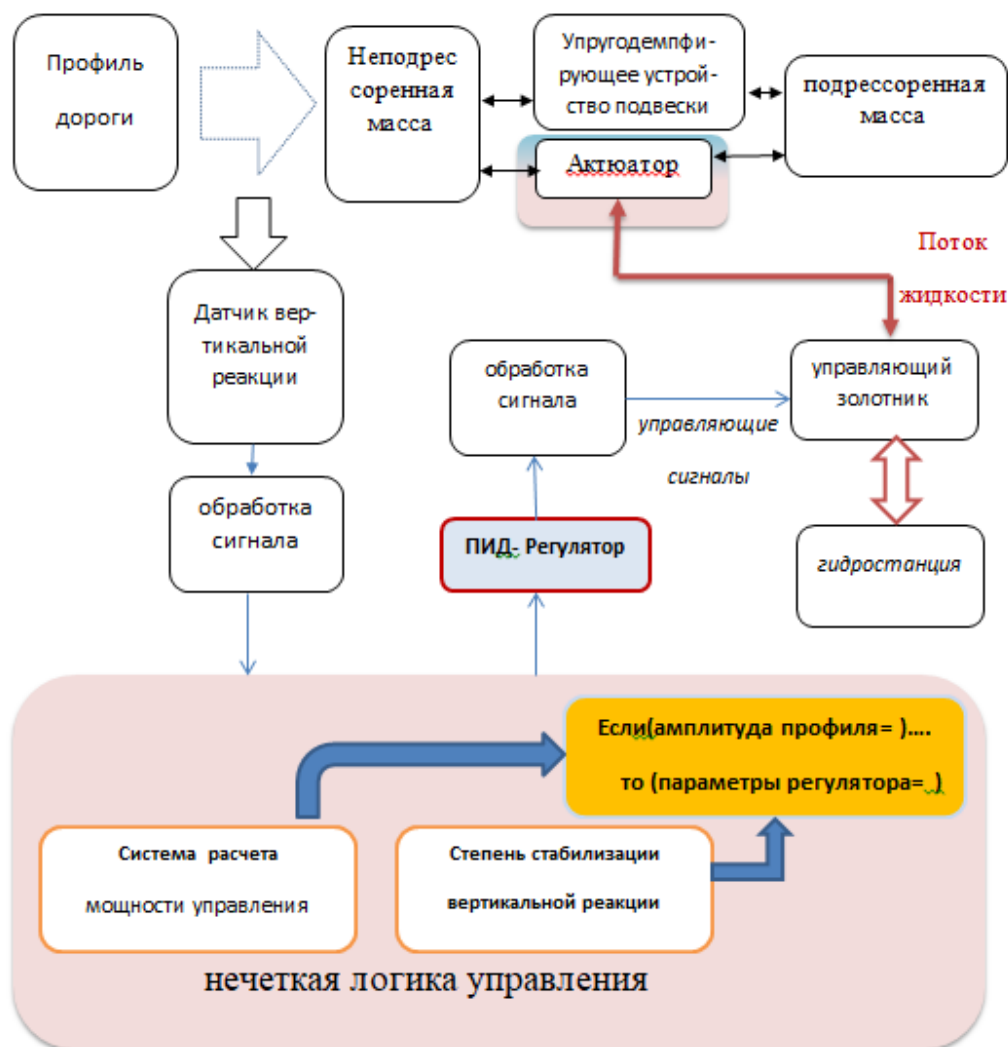 Профиль
дороги
Неподрес
соренная
масса
Упругодемпфи-
рующее устрой-
ство подвески
подрессоренная
масса
Актюатор
Поток
жидкости
Датчик вер-
тикальной
реакции
обработка
сигнала
управляющие
сигналы
управляющий
золотник
обработка
сигнала
ПИД- Регулятор
гидростанция
Если(амплитуда профиля= )....
то (параметры регулятора= )
Система расчета
мощности управления
Степень стабилизации
вертикальной реакции
нечеткая логика управления